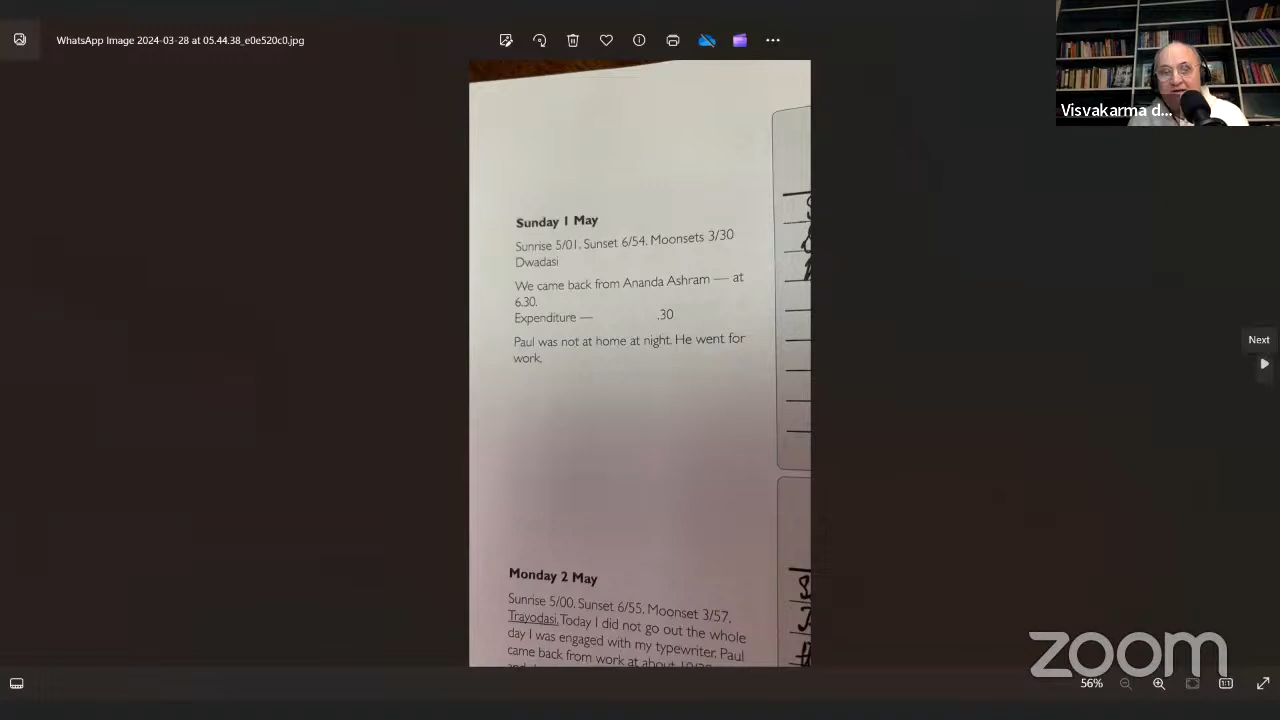 WhatsApp Image 2024-03-28 at 05.44.38_e0e520c0.jpg
Visvakarma d...
Sunday 1 May
Sunrise 5/01. Sunset 6/54. Moonsets 3/30
Dwadasi
We came back from Ananda Ashram — at
6.30.
Expenditure — .30
Paul was not at home at night. He went for
work.
Next
Monday 2 May
Sunrise 5/00. Sunset 6/55. Moonset 3/57.
Trayodasi. Today I did not go out the whole
day I was engaged with my typewriter. Paul
came back from work at about
zoom
56%
1:1